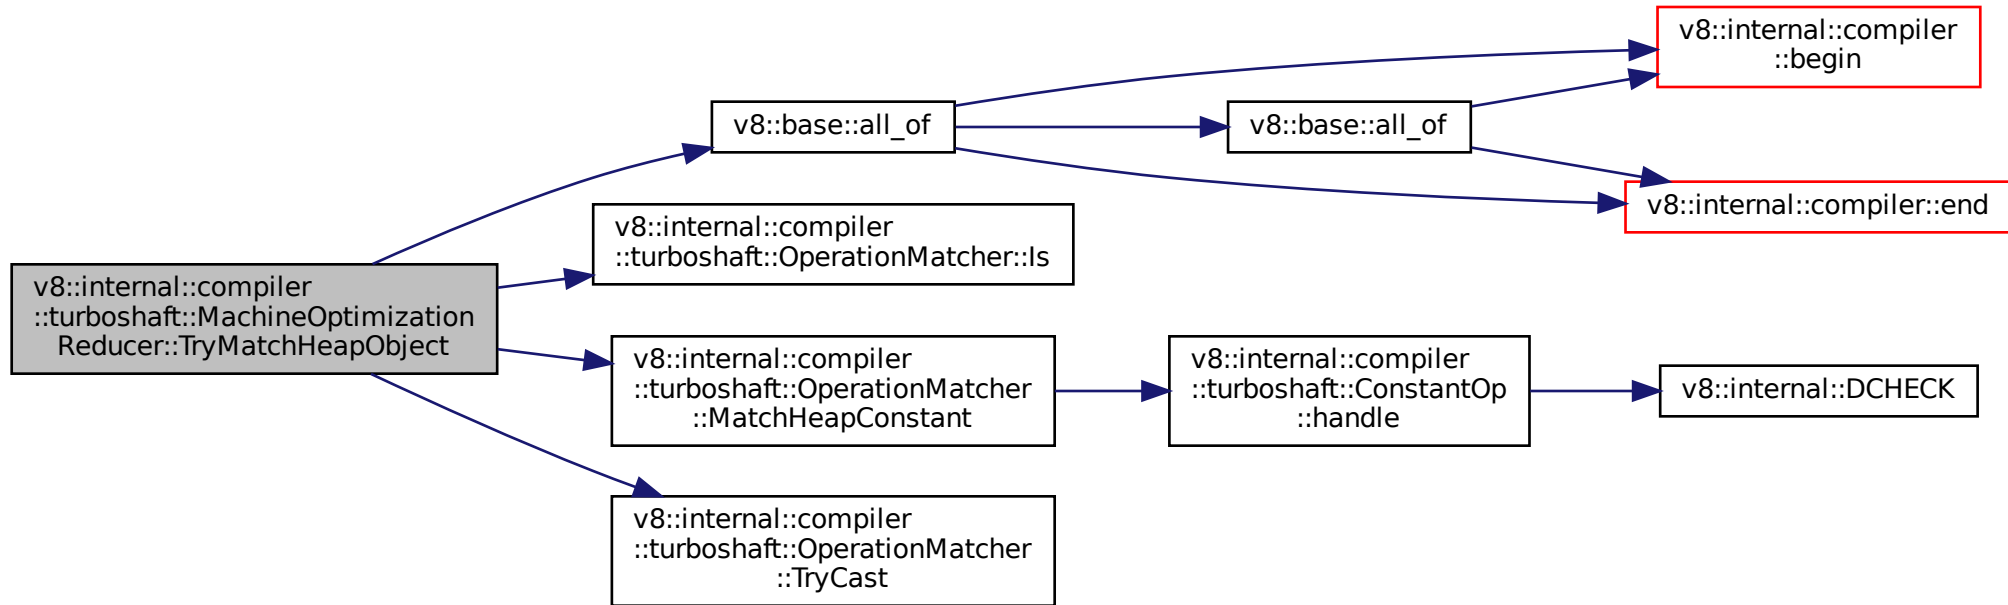 v8::internal::compiler
::turboshaft::MachineOptimization
Reducer::TryMatchHeapObject
v8::base::all_of
v8::internal::compiler
::begin
v8::base::all_of
v8::internal::compiler::end
v8::internal::compiler
::turboshaft::OperationMatcher::Is
v8::internal::compiler
::turboshaft::OperationMatcher
::MatchHeapConstant
v8::internal::compiler
::turboshaft::ConstantOp
::handle
v8::internal::DCHECK
v8::internal::compiler
::turboshaft::OperationMatcher
::TryCast